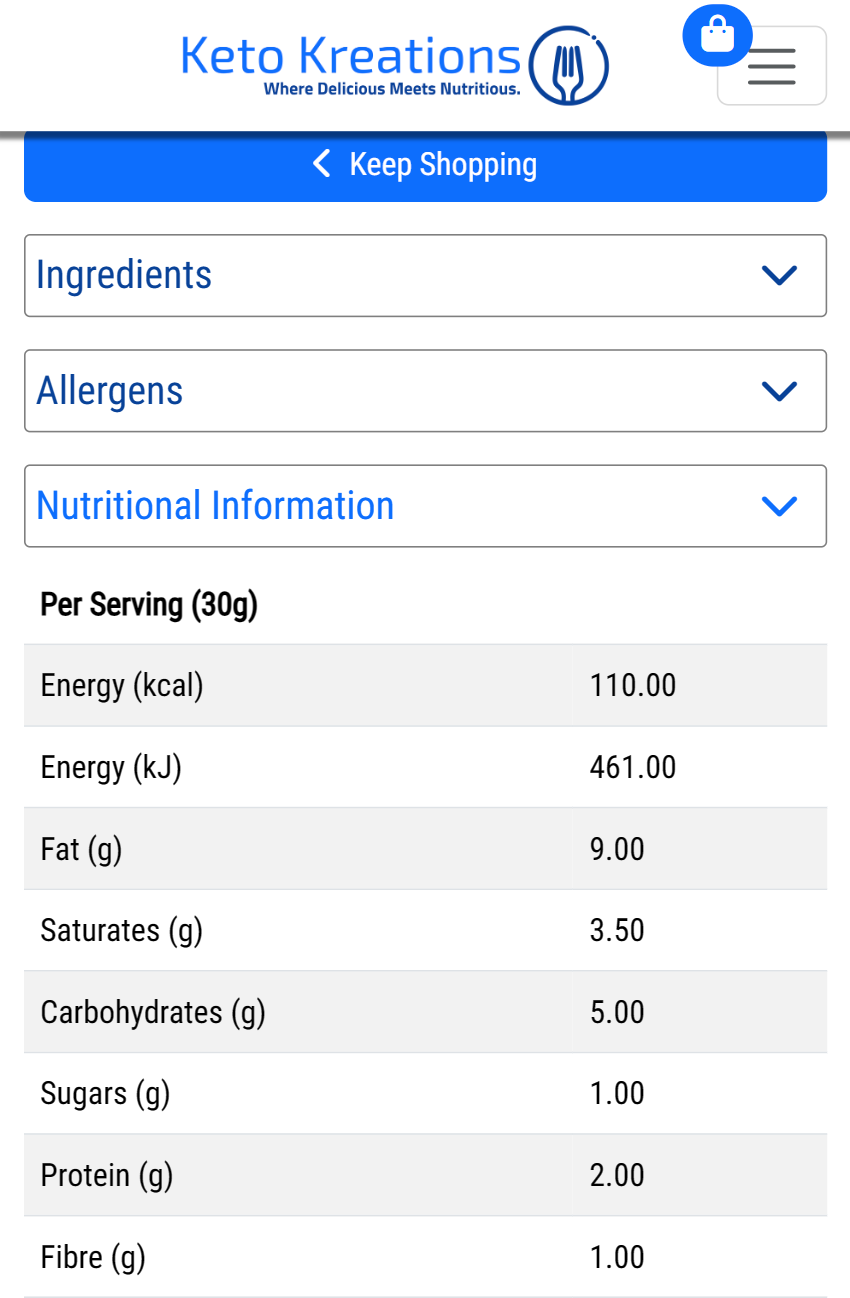 Keto Kreations
Where Delicious Meets Nutritious.
Keep Shopping
Ingredients
Allergens
Nutritional Information
Per Serving (30g)
Energy (kcal) 110.00
Energy (kJ) 461.00
Fat (g) 9.00
Saturates (g) 3.50
Carbohydrates (g) 5.00
Sugars (g) 1.00
Protein (g) 2.00
Fibre (g) 1.00